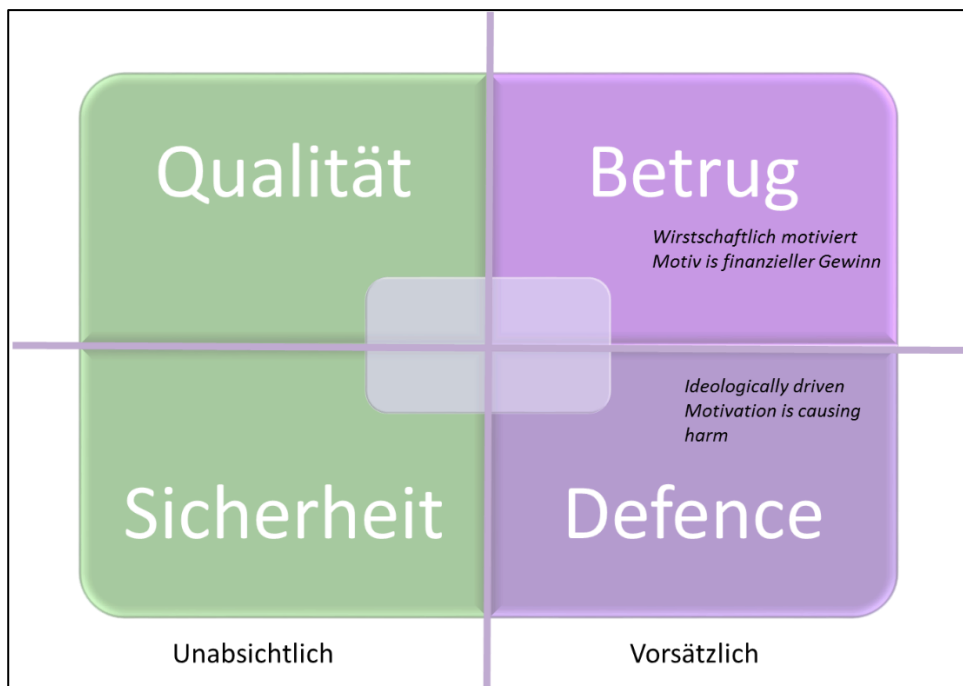 Qualität
Betrug
Wirstschaftlich motiviert
Motiv is finanzieller Gewinn
Ideologically driven
Motivation is causing
harm
Sicherheit
Defence
Unabsichtlich
Vorsätzlich